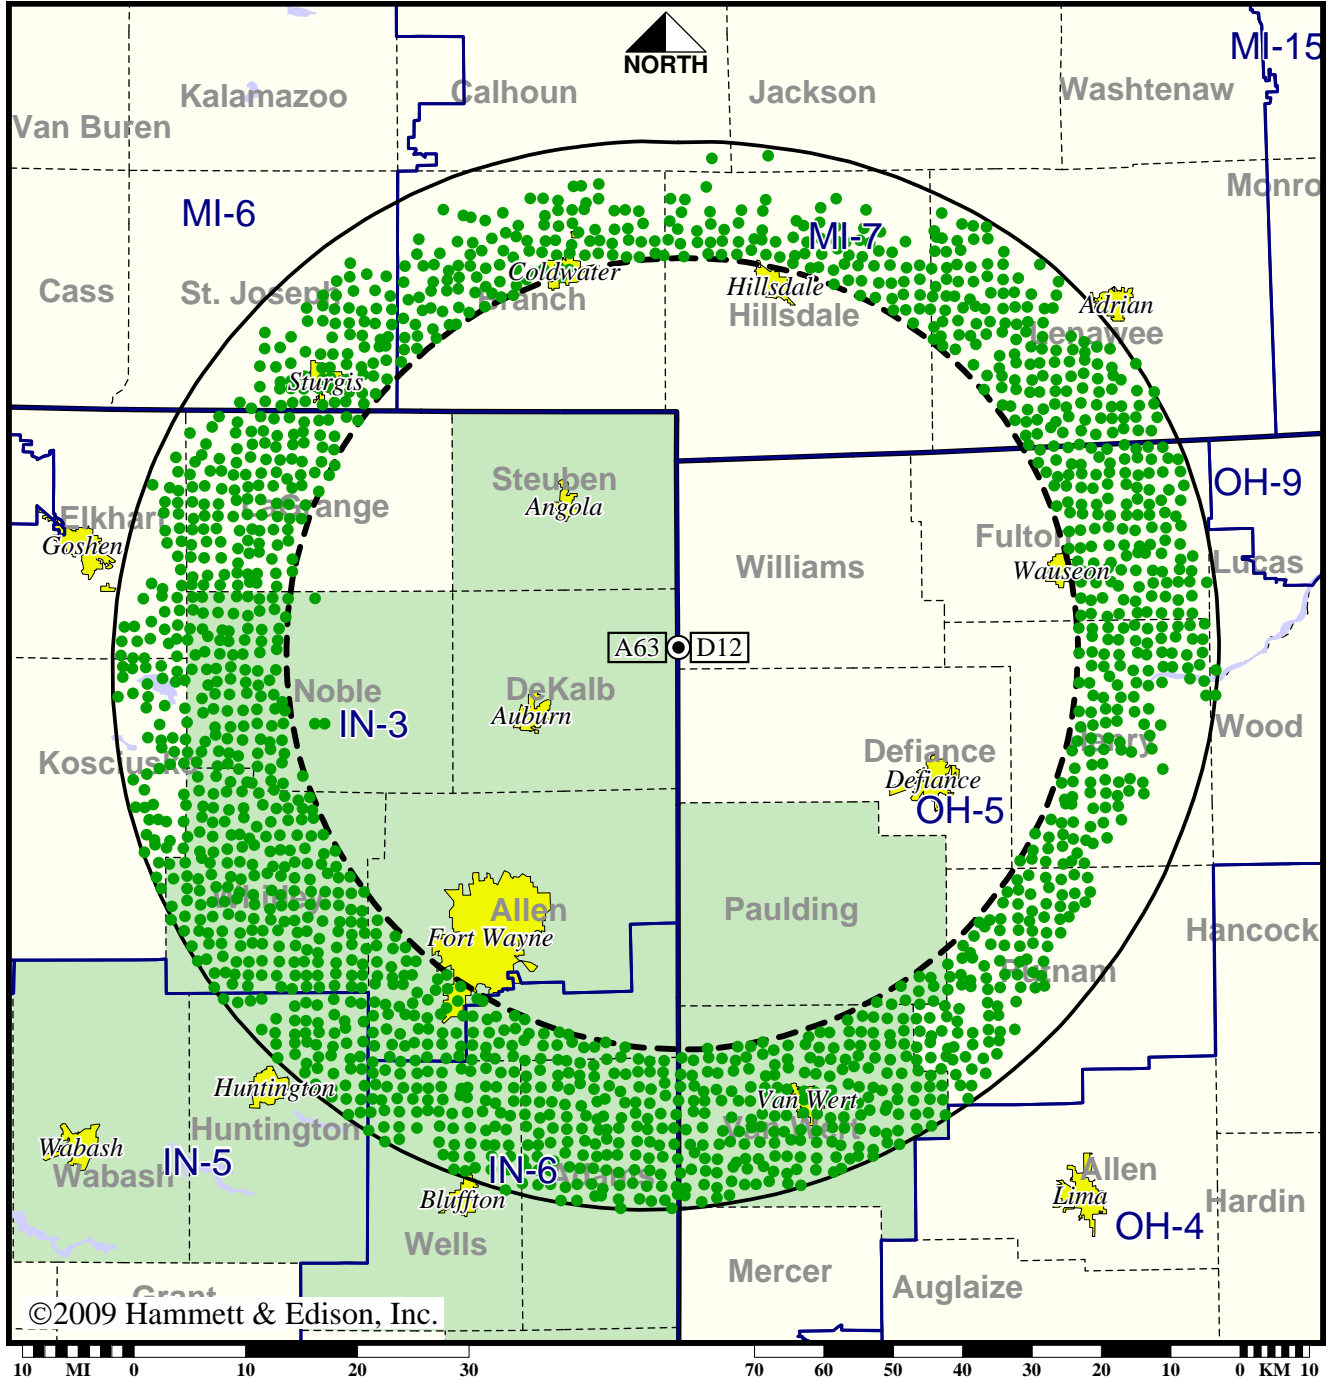 NORTH
MI-15
Kalamazoo
Calhoun
Jackson
Washtenaw
Van Buren
Monro
MI-6
MI-7
Cass
St. Joseph
Coldwater
Branch
Hillsdale
Hillsdale
Adrian
Lenawee
Sturgis
Steuben
Angola
LaGrange
Elkhart
Goshen
OH-9
Fulton
Wauseon
Williams
Lucas
A63
D12
Noble
IN-3
DeKalb
Auburn
Kosciusko
Defiance
Defiance
OH-5
Henry
Wood
Whitley
Allen
Fort Wayne
Paulding
Hancock
Putnam
Huntington
Huntington
Wabash
Wabash
IN-5
IN-6
Adams
Bluffton
Wells
Van Wert
Van Wert
Allen
Lima
OH-4
Hardin
Mercer
Auglaize
Grant
©2009 Hammett & Edison, Inc.
10 MI 0 10 20 30
70 60 50 40 30 20 10 0 KM 10